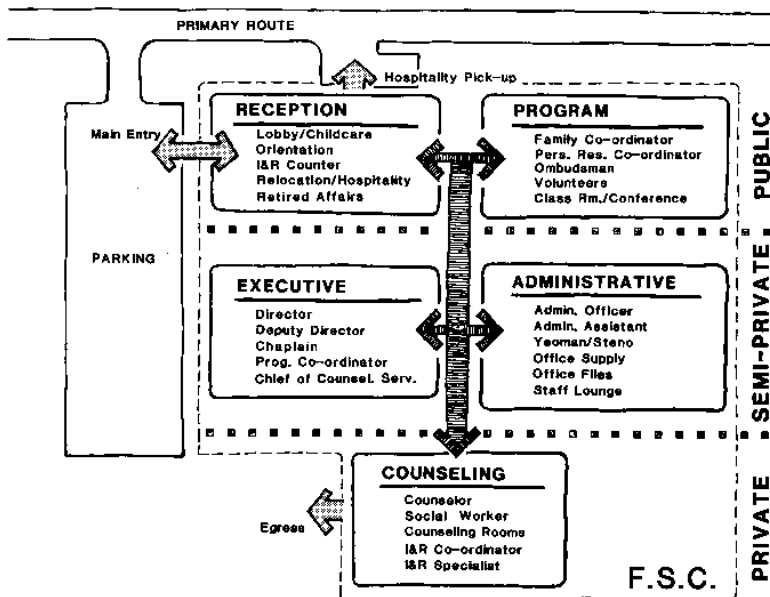 PRIMARY ROUTE
Hospitality Pick-up
Main Entry
PARKING
RECEPTION
Lobby/Childcare
Orientation
I&R Counter
Relocation/Hospitality
Retired Affairs
PROGRAM
Family Co-ordinator
Pers. Res. Co-ordinator
Ombudsman
Volunteers
Class Rm./Conference
PUBLIC
EXECUTIVE
Director
Deputy Director
Chaplain
Prog. Co-ordinator
Chief of Counsel. Serv.
ADMINISTRATIVE
Admin. Officer
Admin. Assistant
Yeoman/Steno
Office Supply
Office Files
Staff Lounge
SEMI-PRIVATE
COUNSELING
Counselor
Social Worker
Counseling Rooms
I&R Co-ordinator
I&R Specialist
Egress
F.S.C.
PRIVATE